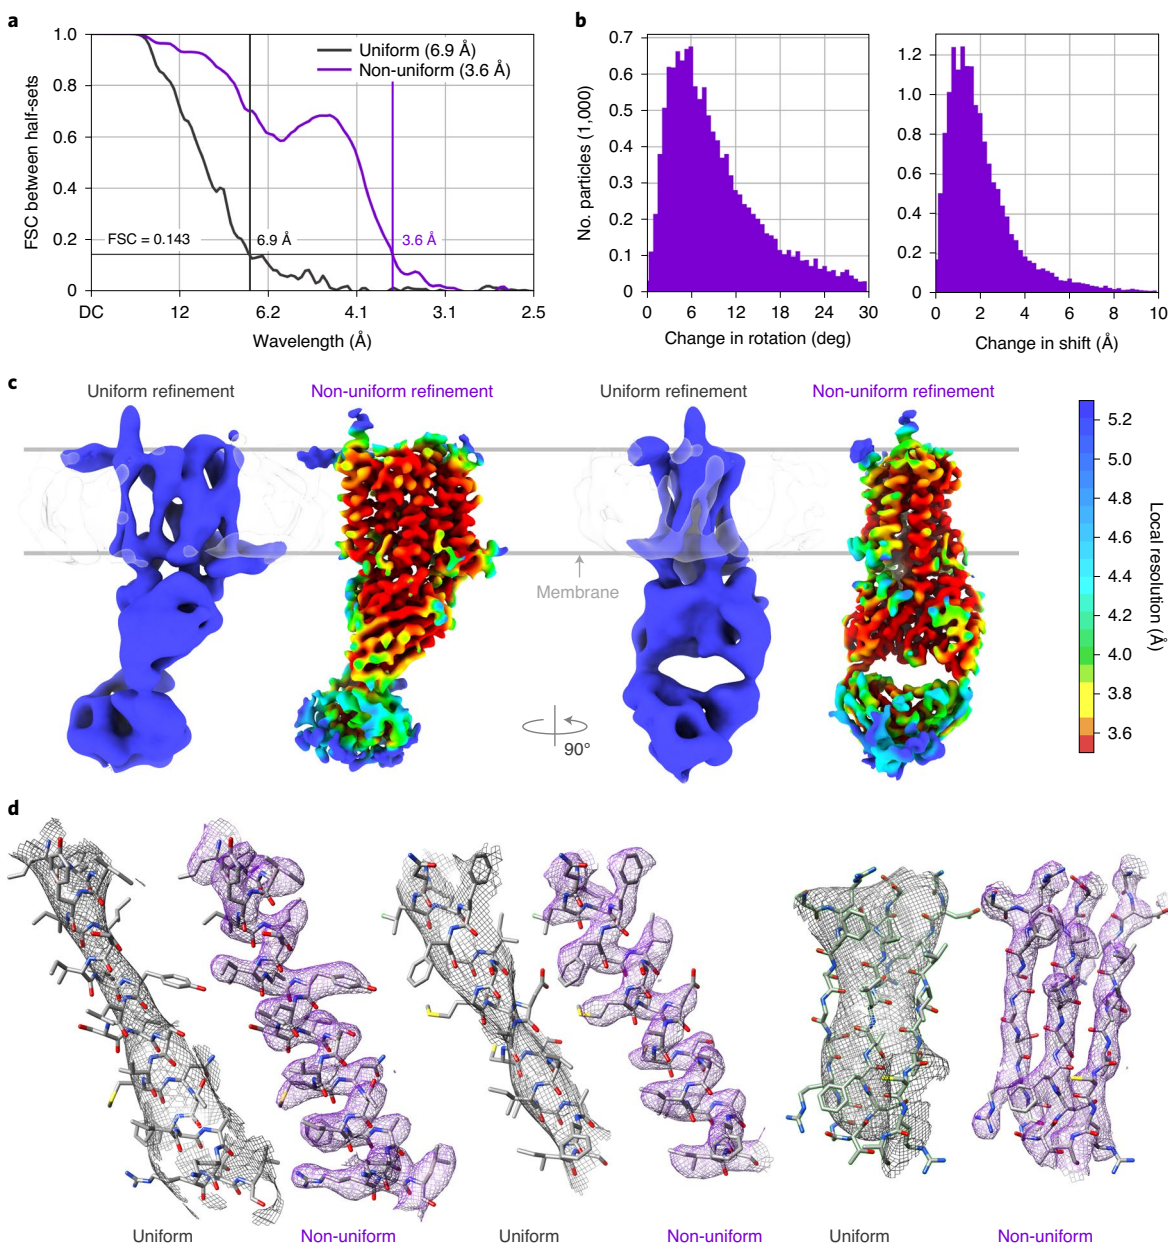 a
1.0
0.8
0.6
0.4
0.2
0
FSC between half-sets
Uniform (6.9 Å)
Non-uniform (3.6 Å)
FSC = 0.143
6.9 Å
3.6 Å
DC
12
6.2
4.1
3.1
2.5
Wavelength (Å)
b
0.7
0.6
0.5
0.4
0.3
0.2
0.1
0
No. particles (1,000)
0
6
12
18
24
30
Change in rotation (deg)
1.2
1.0
0.8
0.6
0.4
0.2
0
0
2
4
6
8
10
Change in shift (Å)
c
Uniform refinement
Non-uniform refinement
Uniform refinement
Non-uniform refinement
Membrane
90°
5.2
5.0
4.8
4.6
4.4
4.2
4.0
3.8
3.6
Local resolution (Å)
d
Uniform
Non-uniform
Uniform
Non-uniform
Uniform
Non-uniform